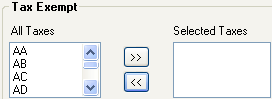 Tax Exempt
All Taxes
Selected Taxes
AA
AB
AC
AD
>>
<<